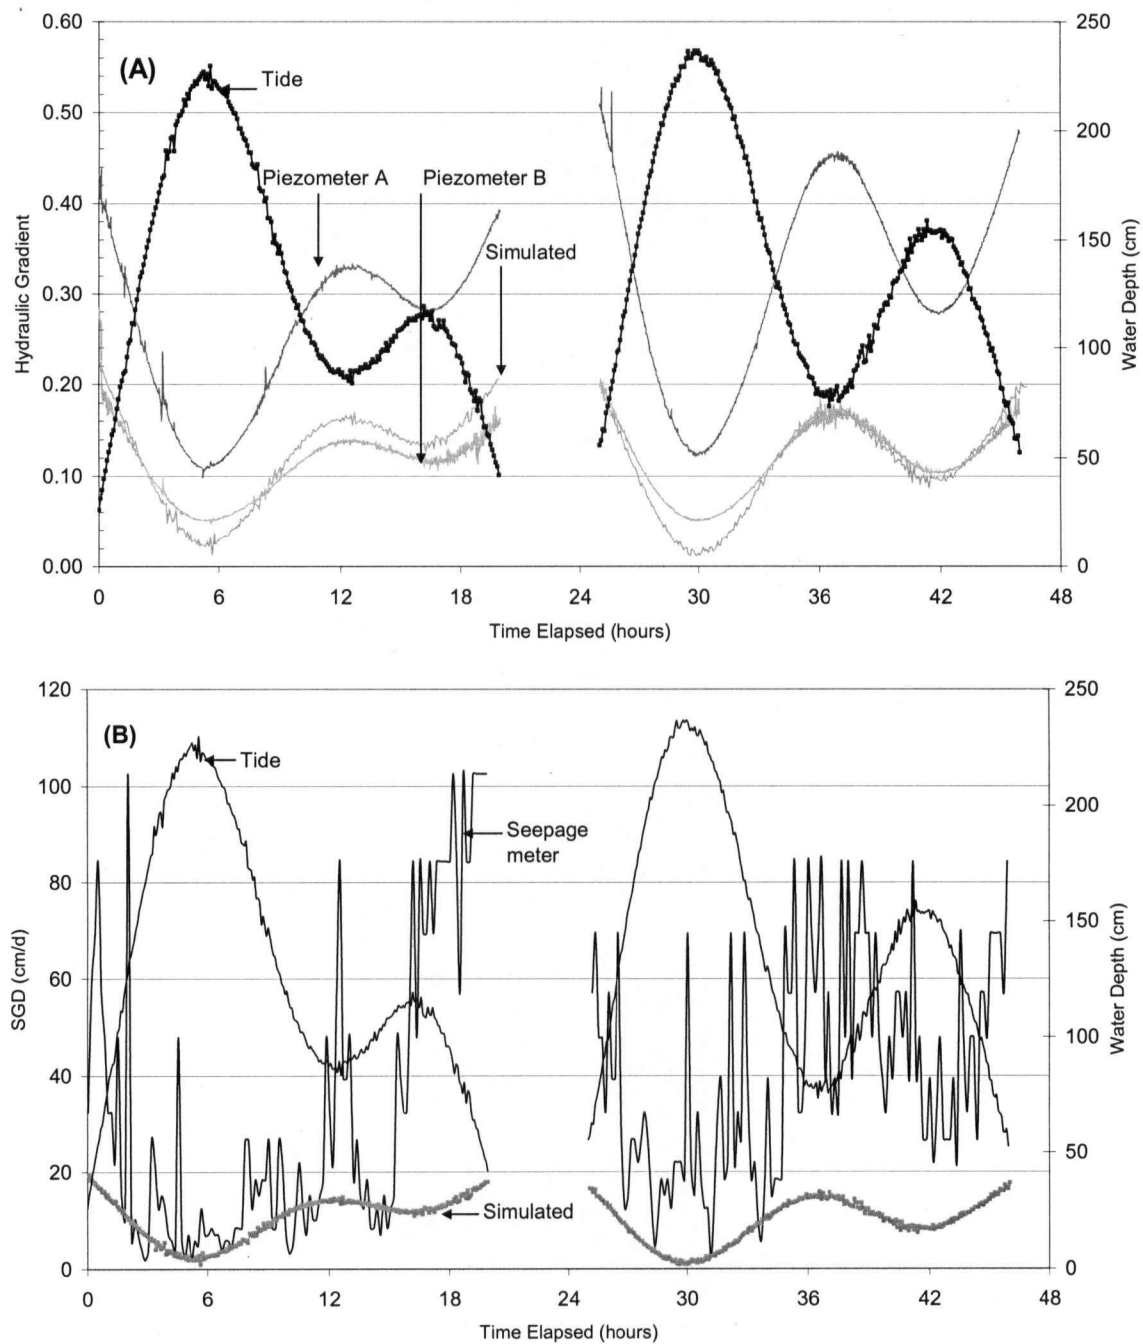 0.60
0.50
0.40
0.30
0.20
0.10
0.00
Hydraulic Gradient
(A)
Tide
Piezometer A
Piezometer B
Simulated
250
200
150
100
50
0
Water Depth (cm)
0 6 12 18 24 30 36 42 48
Time Elapsed (hours)
120
100
80
60
40
20
0
SGD (cm/d)
(B)
Tide
Seepage
meter
Simulated
250
200
150
100
50
0
Water Depth (cm)
0 6 12 18 24 30 36 42 48
Time Elapsed (hours)